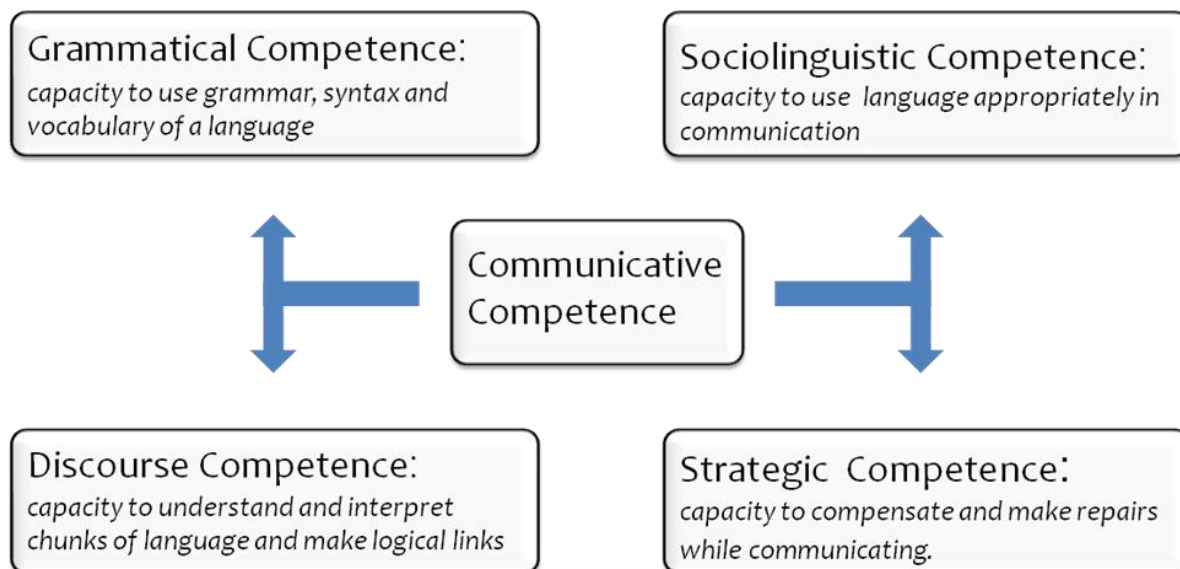 Grammatical Competence:
capacity to use grammar, syntax and
vocabulary of a language
Sociolinguistic Competence:
capacity to use language appropriately in
communication
Communicative
Competence
Discourse Competence:
capacity to understand and interpret
chunks of language and make logical links
Strategic Competence:
capacity to compensate and make repairs
while communicating.